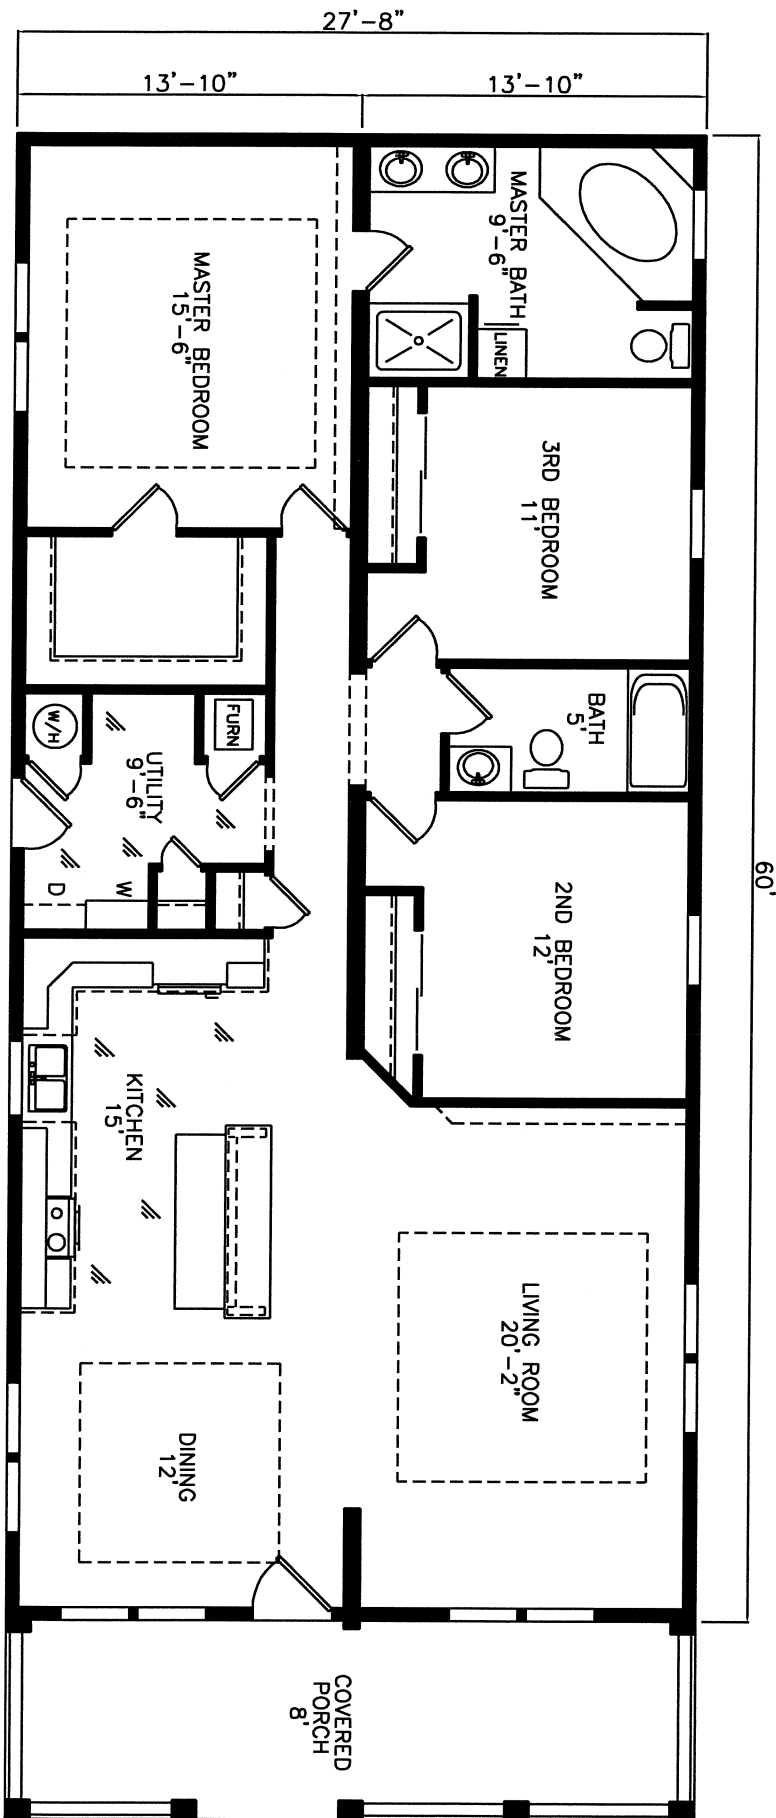 27'-8"
13'-10"
13'-10"
MASTER BATH
9'-6"
MASTER BEDROOM
15'-6"
LINEN
3RD BEDROOM
11'
BATH
5'
W/H
FURN
UTILITY
9'-6"
60'
D
W
2ND BEDROOM
12'
KITCHEN
15'
LIVING ROOM
20'-2"
DINING
12'
COVERED
PORCH
8'